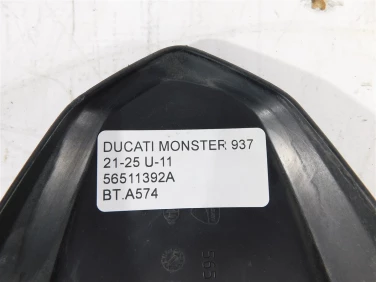 DUCATI MONSTER 937
21-25 U-11
56511392A
BT.A574